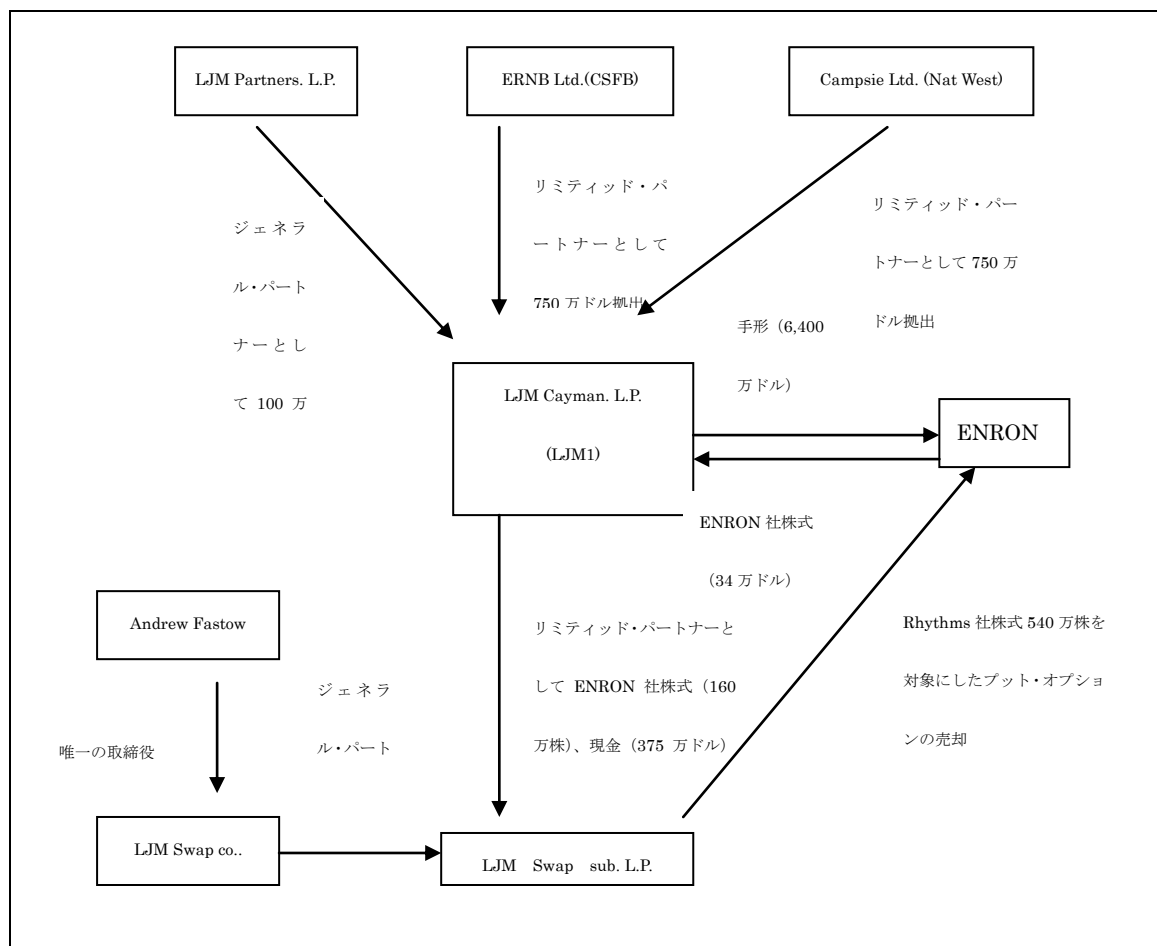 LJM Partners. L.P.
ERNB Ltd.(CSFB)
Campsie Ltd. (Nat West)
ジェネラ
ル・パート
ナーとし
て 100 万
リミティッド・パ
ートナーとして
750 万ドル拠出
リミティッド・パー
トナーとして 750 万
ドル拠出
手形（6,400
万ドル）
LJM Cayman. L.P.
(LJM1)
ENRON
ENRON 社株式
（34 万ドル）
Andrew Fastow
唯一の取締役
ジェネラ
ル・パート
リミティッド・パートナーと
して ENRON 社株式（160
万株）、現金（375 万ドル）
Rhythms 社株式 540 万株を
対象にしたプット・オプショ
ンの売却
LJM Swap co..
LJM Swap sub. L.P.